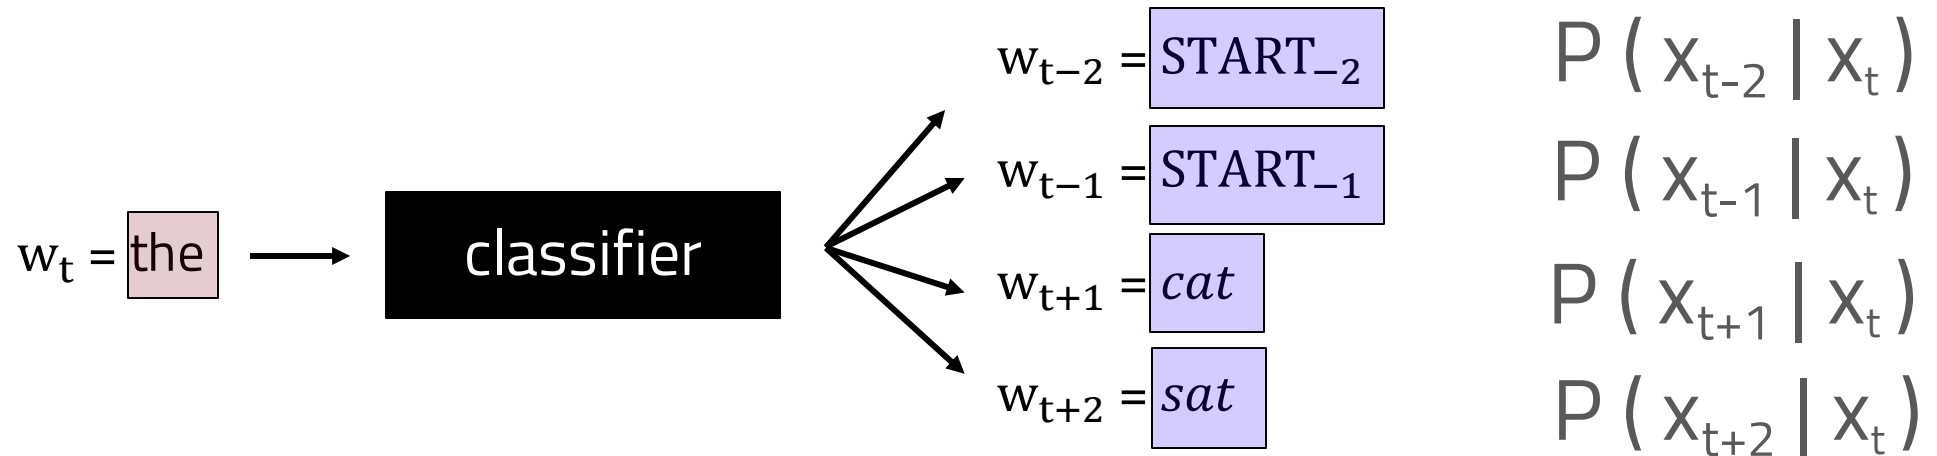 w_t = the
classifier
w_{t−2} = START_{−2}
w_{t−1} = START_{−1}
w_{t+1} = cat
w_{t+2} = sat
P ( x_{t-2} | x_t )
P ( x_{t-1} | x_t )
P ( x_{t+1} | x_t )
P ( x_{t+2} | x_t )